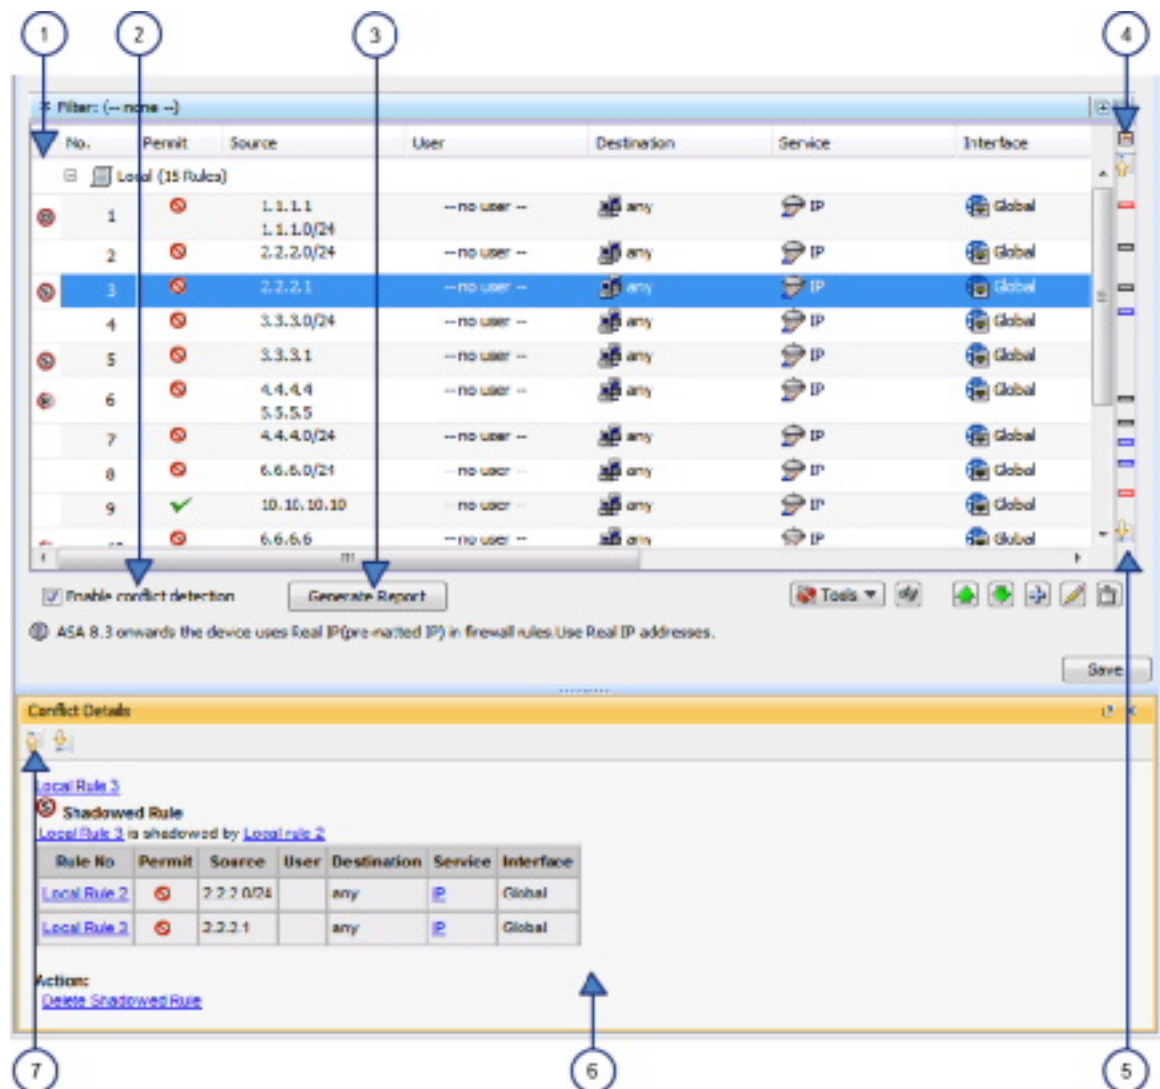 1 2 3 4
Filter: (-- none --)
No. Permit Source User Destination Service Interface
Local (15 Rules)
1 1.1.1.1 -- no user -- any IP Global
1.1.1.0/24
2 2.2.2.0/24 -- no user -- any IP Global
3 2.2.2.1 -- no user -- any IP Global
4 3.3.3.0/24 -- no user -- any IP Global
5 3.3.3.1 -- no user -- any IP Global
6 4.4.4.4 -- no user -- any IP Global
5.5.5.5
7 4.4.4.0/24 -- no user -- any IP Global
8 6.6.6.0/24 -- no user -- any IP Global
9 10.10.10.10 -- no user -- any IP Global
6.6.6.6 -- no user -- any IP Global
Enable conflict detection Generate Report Tools
ASA 8.3 onwards the device uses Real IP(pre-natted IP) in firewall rules.Use Real IP addresses.
Save
Conflict Details
Local Rule 3
Shadowed Rule
Local Rule 3 is shadowed by Local rule 2
Rule No Permit Source User Destination Service Interface
Local Rule 2 2.2.2.0/24 any IP Global
Local Rule 3 2.2.2.1 any IP Global
Action:
Delete Shadowed Rule
7 6 5